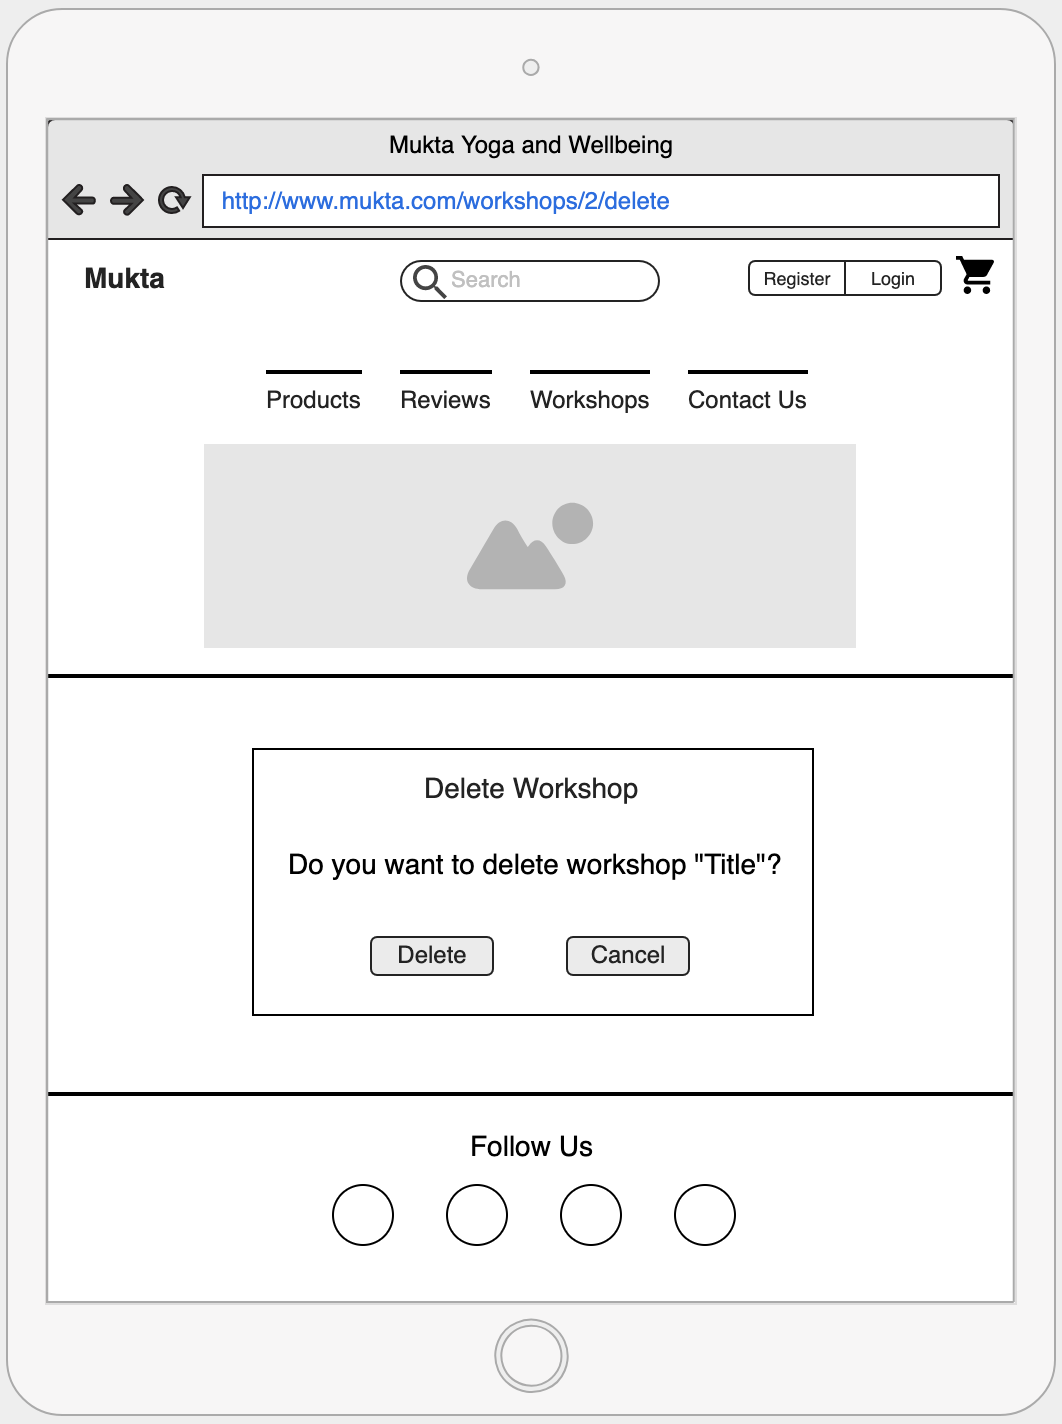 Mukta Yoga and Wellbeing
http://www.mukta.com/workshops/2/delete
Mukta Search Register Login
Products Reviews Workshops Contact Us
Delete Workshop
Do you want to delete workshop "Title"?
Delete Cancel
Follow Us